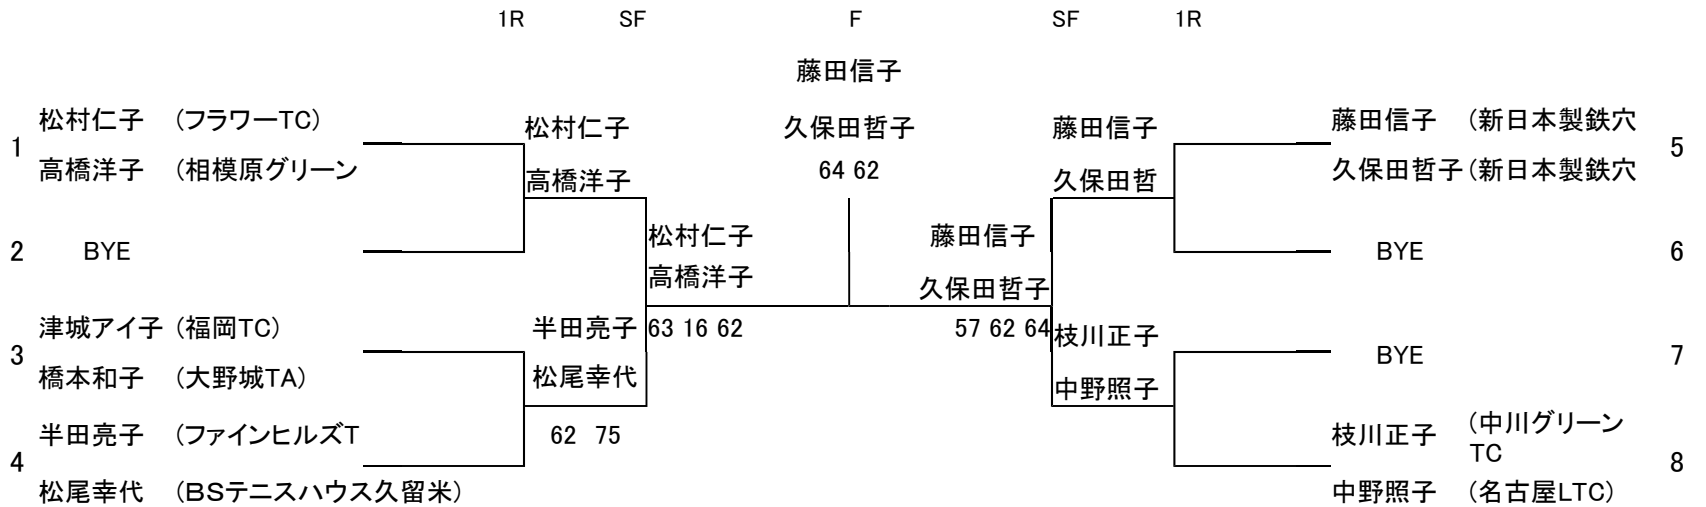 1R SF F SF 1R
藤田信子
久保田哲子
64 62
1
松村仁子 (フラワーTC)
高橋洋子 (相模原グリーン
2 BYE
3
津城アイ子 (福岡TC)
橋本和子 (大野城TA)
4
半田亮子 (ファインヒルズT
松尾幸代 (BSテニスハウス久留米)
松村仁子
高橋洋子
半田亮子
松尾幸代
62 75
松村仁子
高橋洋子
63 16 62
藤田信子
久保田哲子
57 62 64
藤田信子
久保田哲
枝川正子
中野照子
藤田信子 (新日本製鉄穴
久保田哲子 (新日本製鉄穴
5
BYE 6
BYE 7
枝川正子 (中川グリーン
TC
中野照子 (名古屋LTC)
8